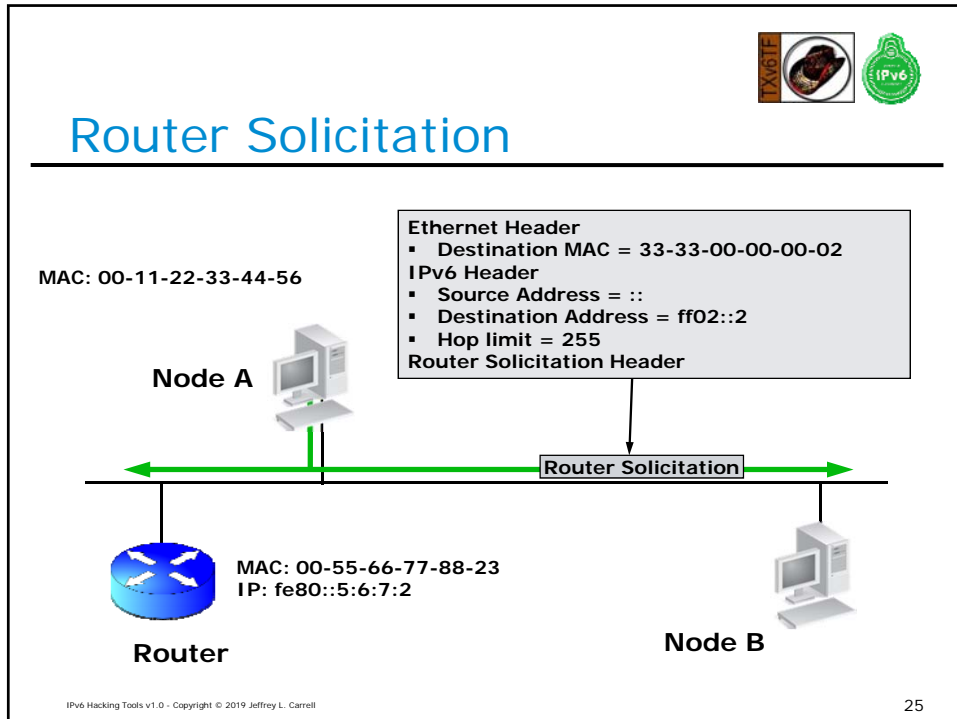 TXv6TF
IPv6
Router Solicitation
Ethernet Header
▪ Destination MAC = 33-33-00-00-00-02
IPv6 Header
▪ Source Address = ::
▪ Destination Address = ff02::2
▪ Hop limit = 255
Router Solicitation Header
MAC: 00-11-22-33-44-56
Node A
Router Solicitation
MAC: 00-55-66-77-88-23
IP: fe80::5:6:7:2
Router
Node B
IPv6 Hacking Tools v1.0 - Copyright © 2019 Jeffrey L. Carrell
25